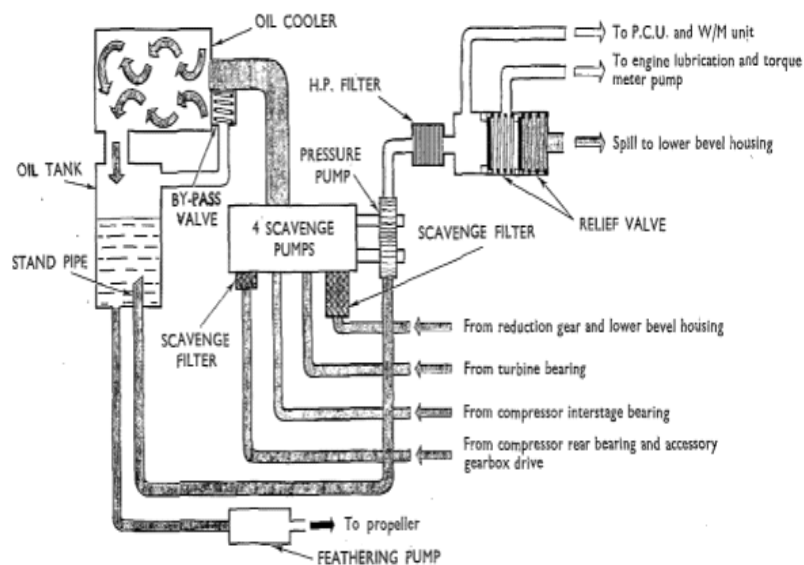 OIL COOLER
To P.C.U. and W/M unit
To engine lubrication and torque
meter pump
H.P. FILTER
Spill to lower bevel housing
PRESSURE
PUMP
OIL TANK
BY-PASS
VALVE
4 SCAVENGE
PUMPS
SCAVENGE FILTER
RELIEF VALVE
STAND PIPE
SCAVENGE
FILTER
From reduction gear and lower bevel housing
From turbine bearing
From compressor interstage bearing
From compressor rear bearing and accessory
gearbox drive
To propeller
FEATHERING PUMP